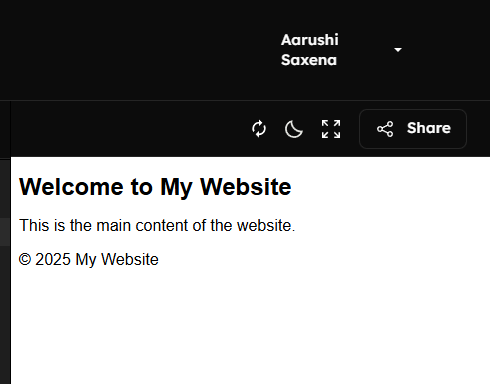 Aarushi
Saxena
Share
Welcome to My Website
This is the main content of the website.
© 2025 My Website